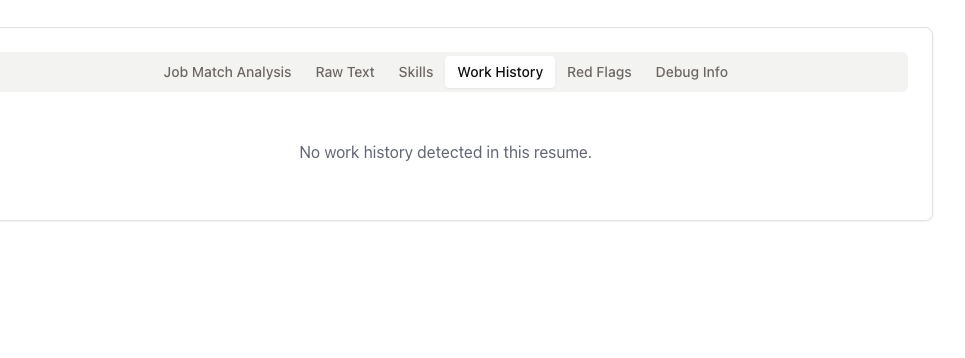 Job Match Analysis Raw Text Skills Work History Red Flags Debug Info
No work history detected in this resume.